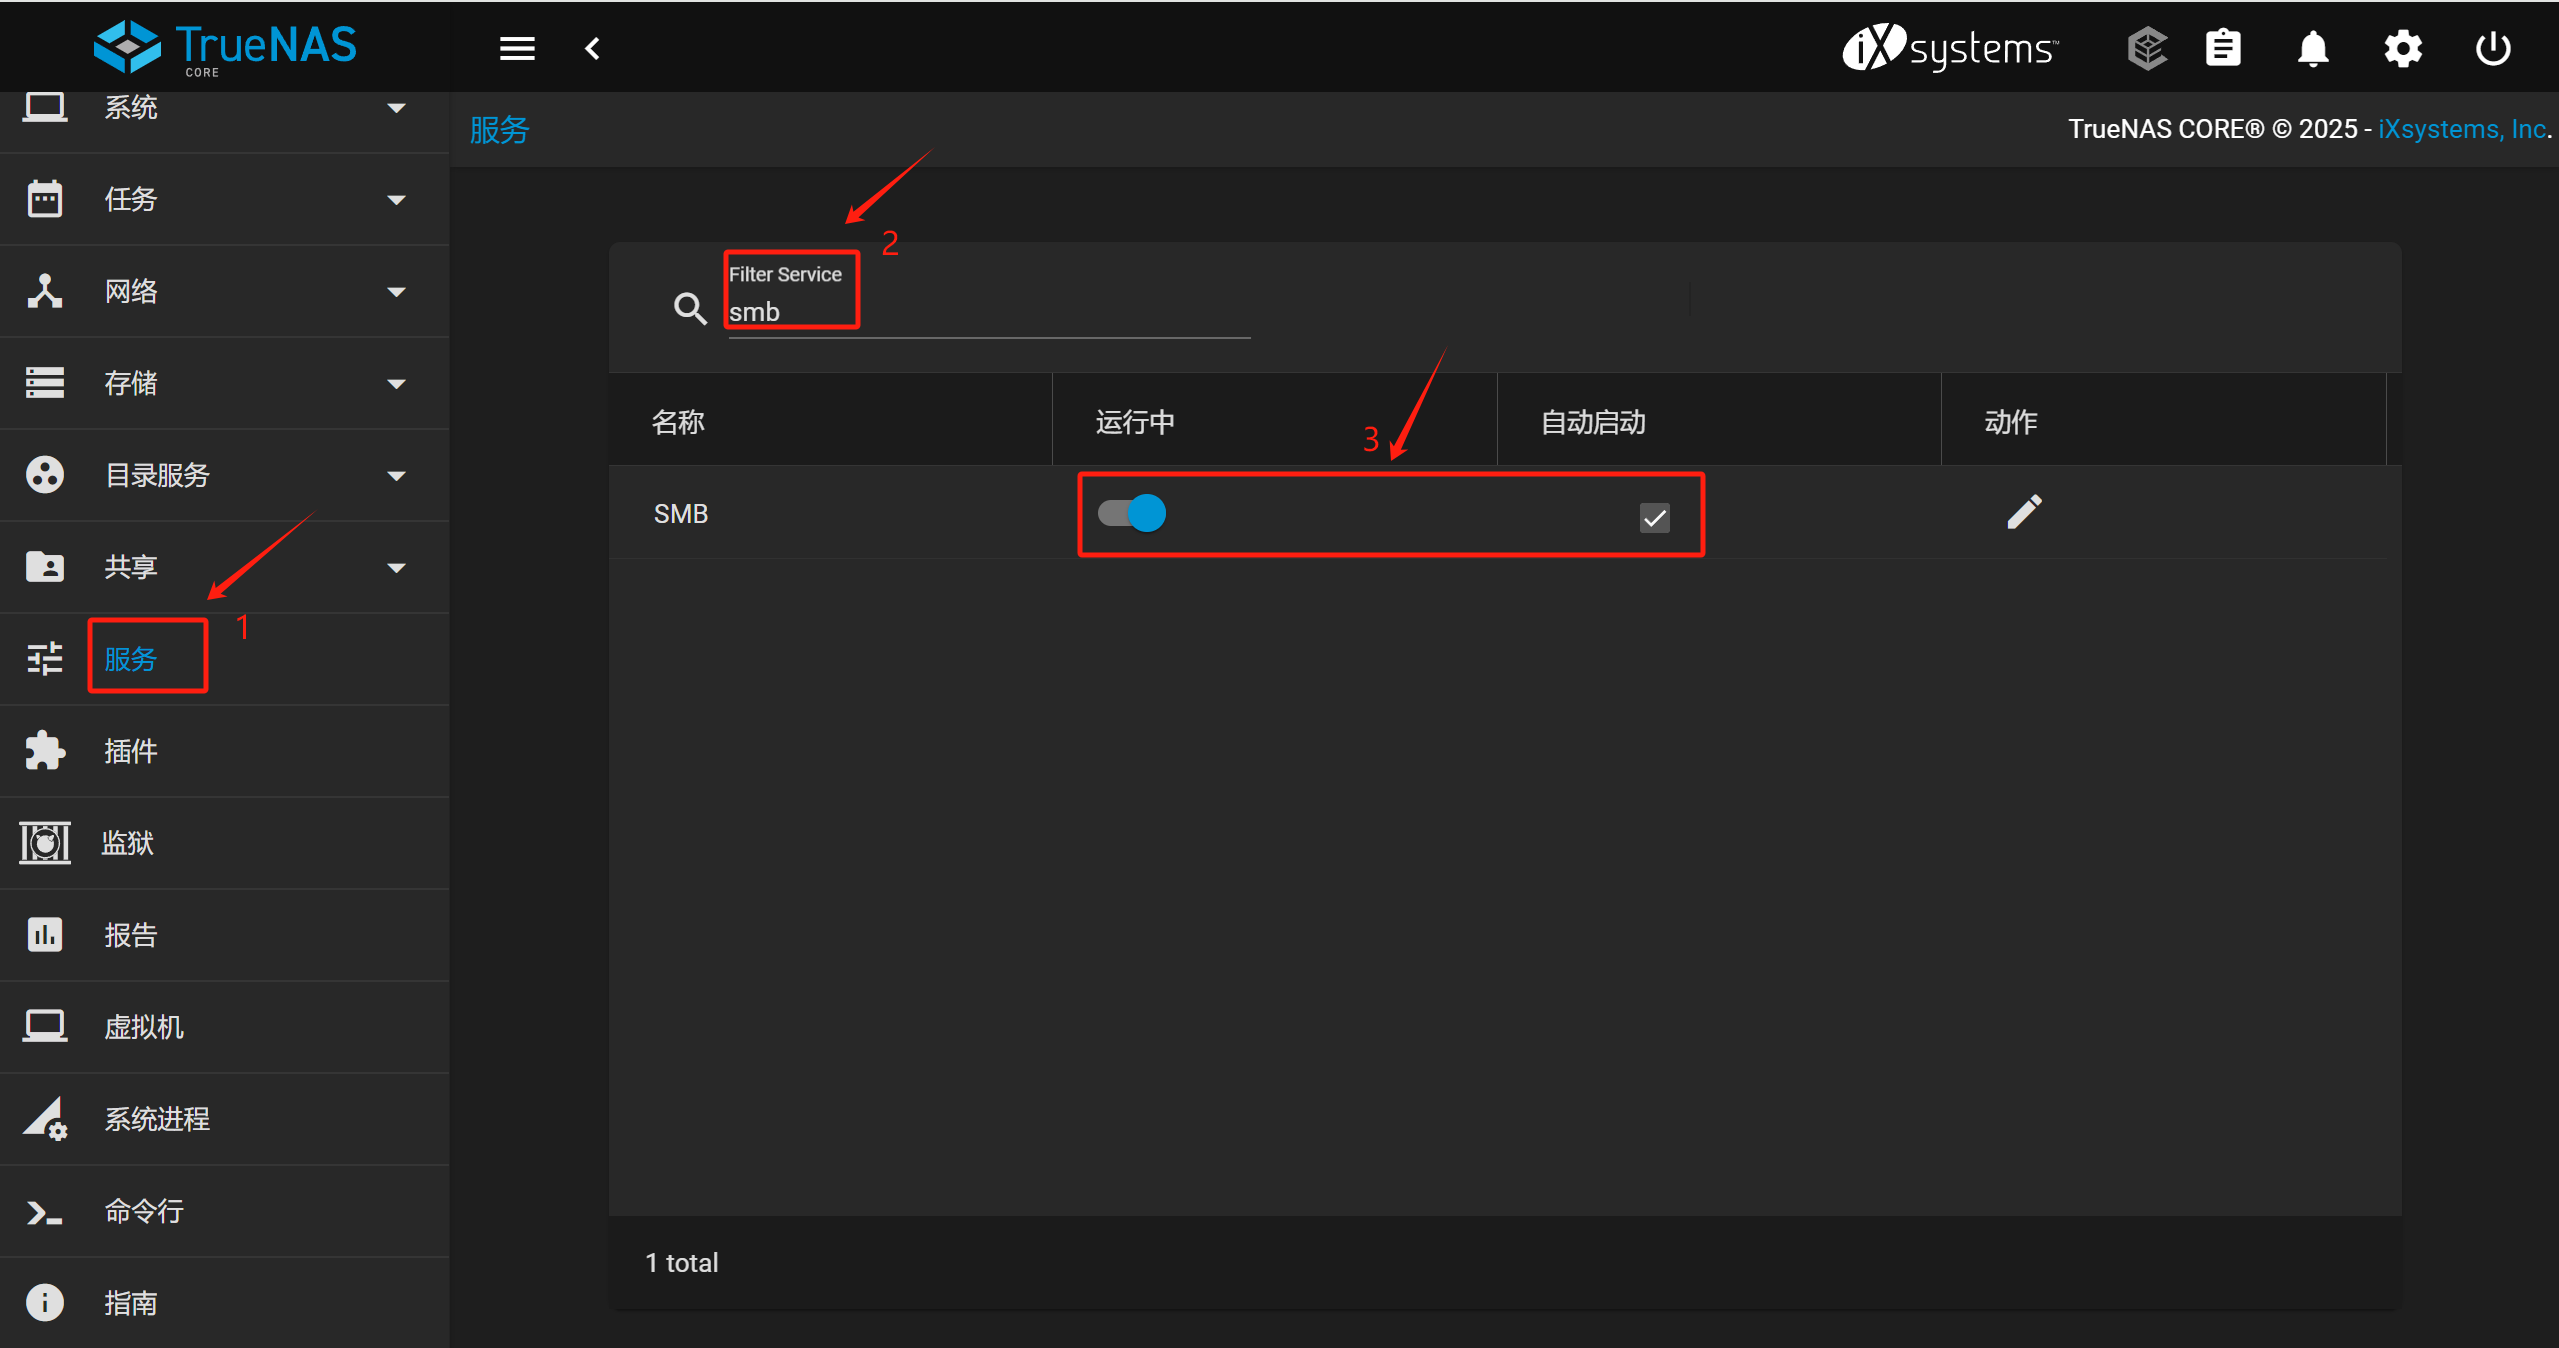 TrueNAS
CORE
iXsystems™
系统
任务
网络
存储
目录服务
共享
服务
1
插件
监狱
报告
虚拟机
系统进程
命令行
指南
服务
TrueNAS CORE® © 2025 - iXsystems, Inc.
2
Filter Service
smb
名称
运行中
自动启动
动作
3
SMB
1 total